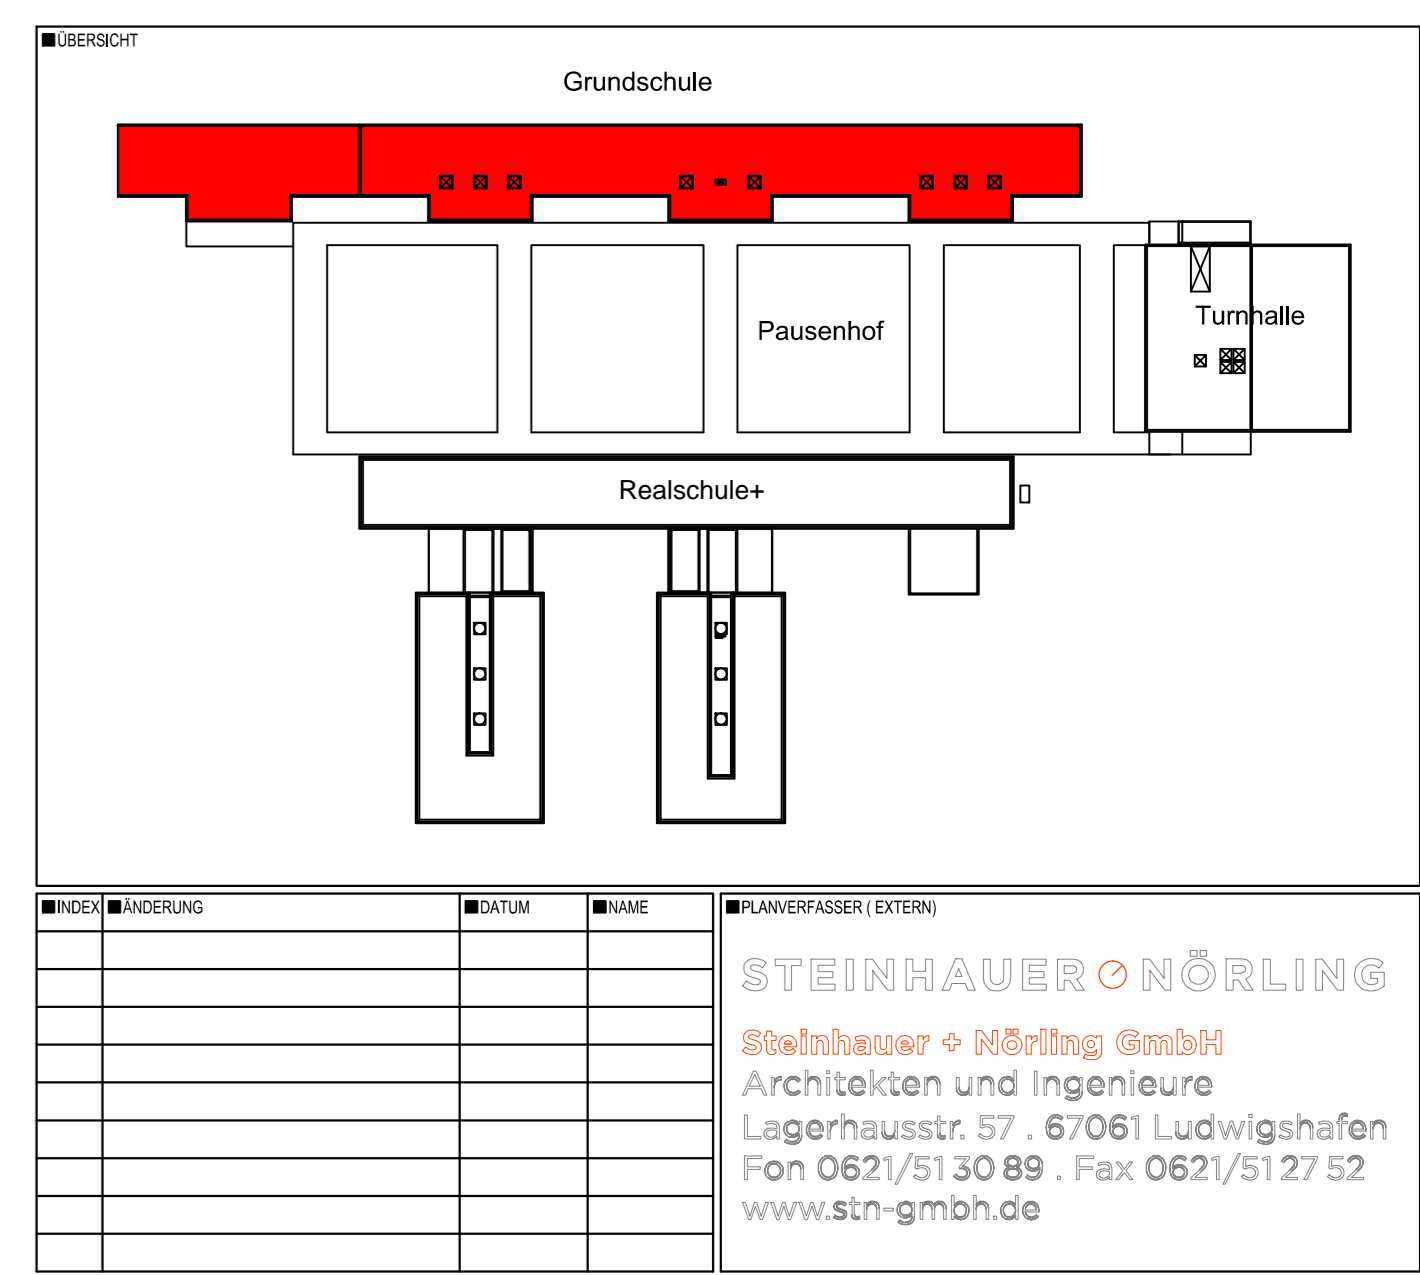 ÜBERSICHT
Grundschule
Pausenhof
Turnhalle
Realschule+
INDEX ÄNDERUNG DATUM NAME
PLANVERFASSER ( EXTERN)
STEINHAUER NÖRLING
Steinhauer + Nörling GmbH
Architekten und Ingenieure
Lagerhausstr. 57 . 67061 Ludwigshafen
Fon 0621/51 30 89 . Fax 0621/51 27 52
www.stn-gmbh.de